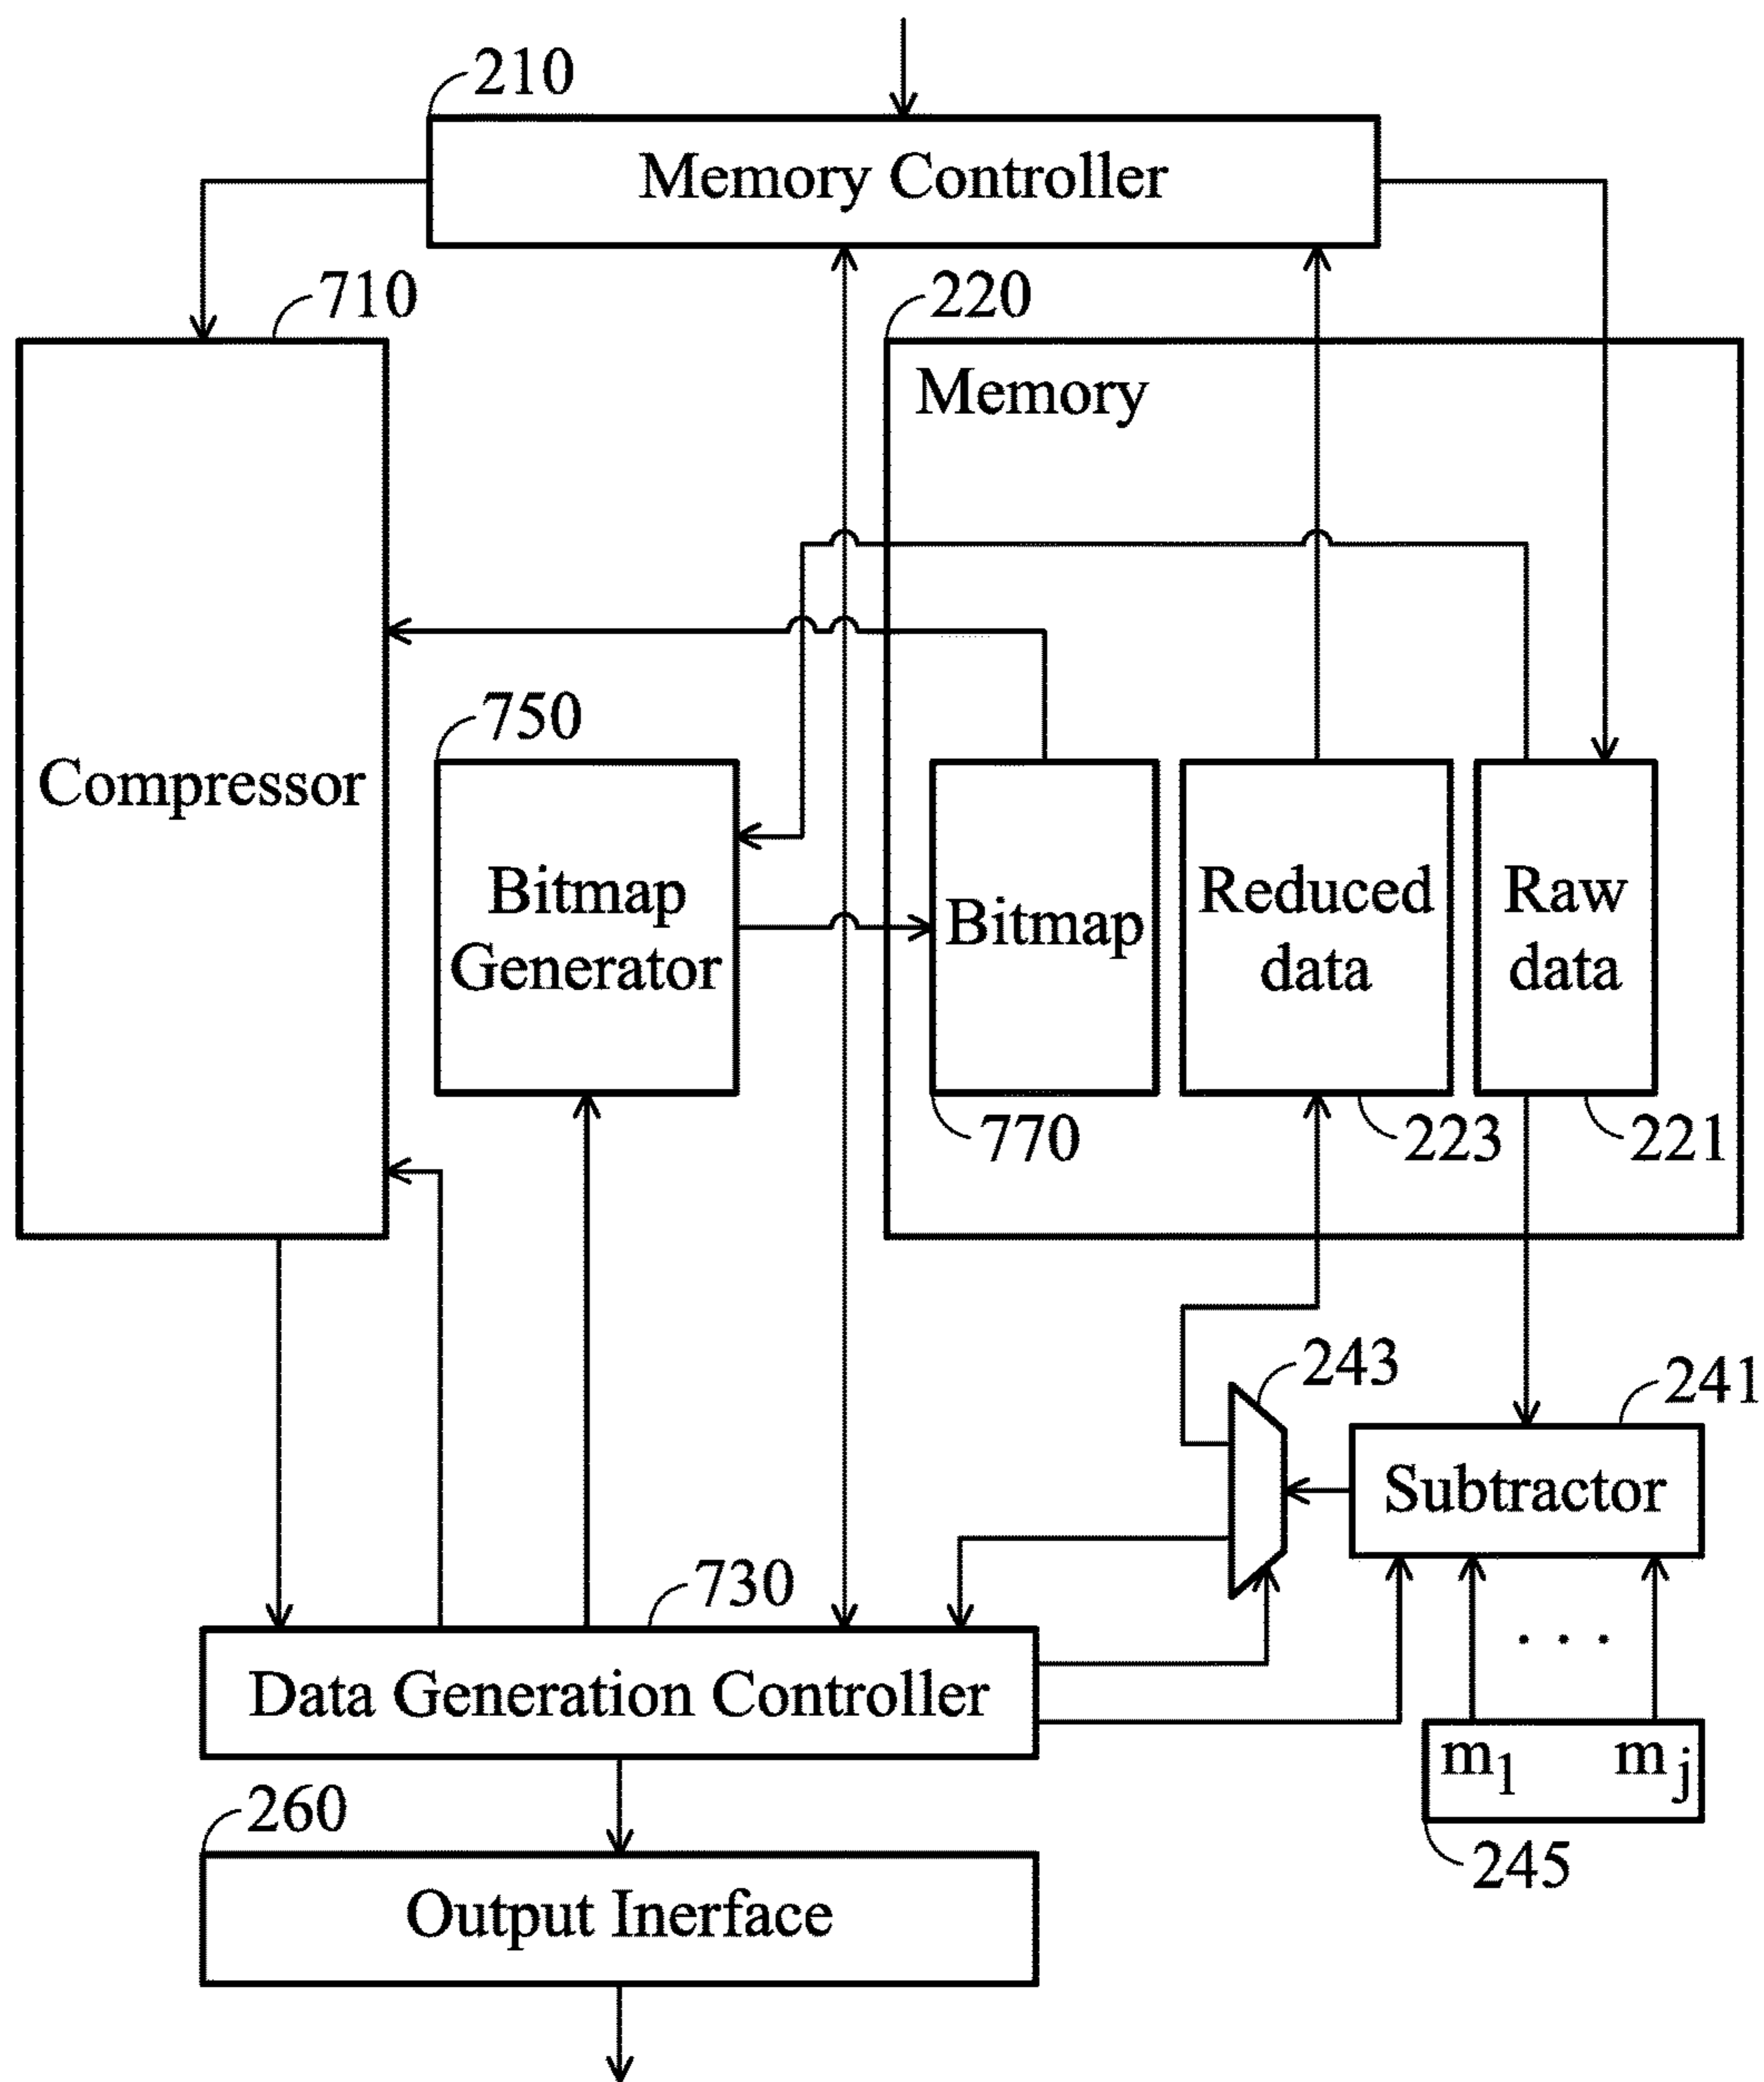 210
Memory Controller
710
220
Memory
Compressor
750
Bitmap
Generator
Bitmap
Reduced
data
Raw
data
770
223
221
243
241
Subtractor
730
Data Generation Controller
. . .
m1 mj
245
260
Output Inerface